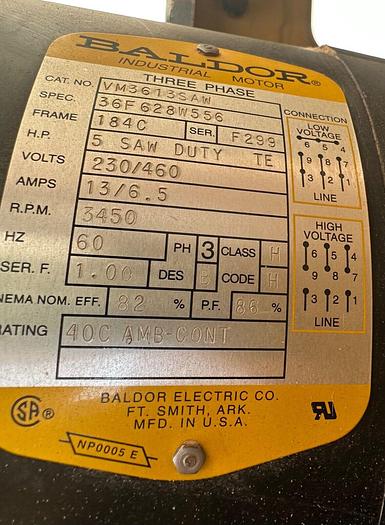 BALDOR®
INDUSTRIAL MOTOR
THREE PHASE
CAT. NO. VM3613SAW
SPEC. 36F628W556
FRAME 184C SER. F299
H.P. 5 SAW DUTY TE
VOLTS 230/460
AMPS 13/6.5
R.P.M. 3450
HZ 60 PH 3 CLASS H
SER. F. 1.00 DES CODE H
NEMA NOM. EFF. 82 % P.F. 86 %
RATING 40C AMB-CONT
CONNECTION
LOW
VOLTAGE
6 5 4
9 8 7
3 2 1
LINE
HIGH
VOLTAGE
6 5 4
9 8 7
3 2 1
LINE
BALDOR ELECTRIC CO.
FT. SMITH, ARK.
MFD. IN U.S.A.
SA ®
RU
NP0005 E